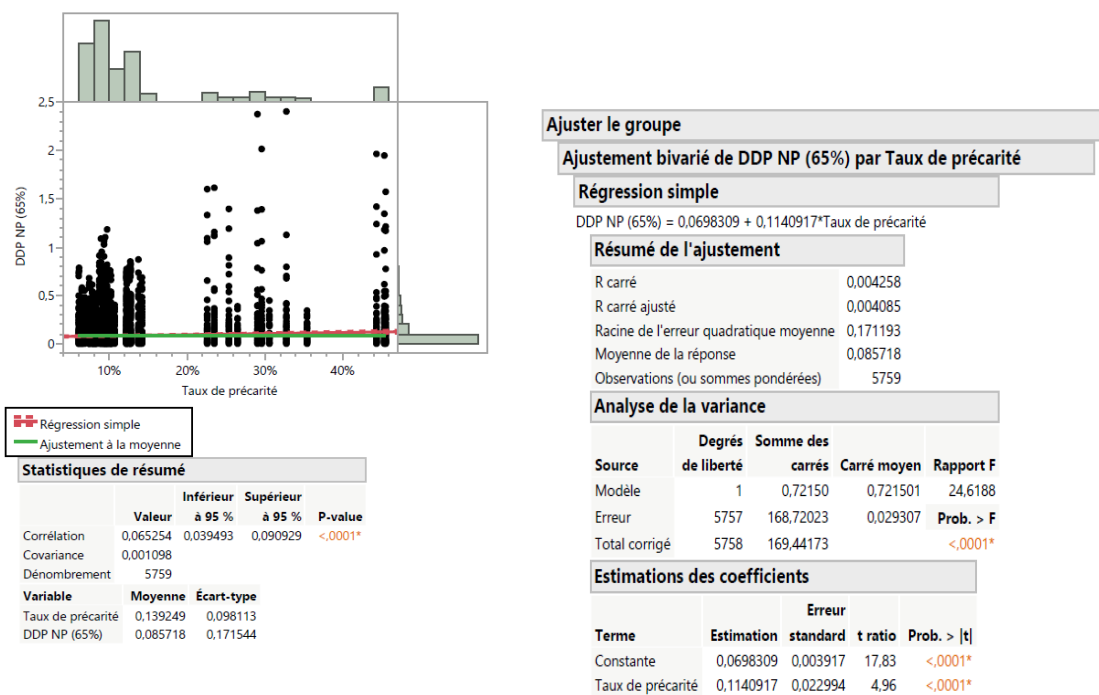 2,5
2
1,5
1
0,5
0
DDP NP (65%)
10% 20% 30% 40%
Taux de précarité
Régression simple
Ajustement à la moyenne
Statistiques de résumé
Inférieur Supérieur
Valeur à 95 % à 95 % P-value
Corrélation 0,065254 0,039493 0,090929 <,0001*
Covariance 0,001098
Dénombrement 5759
Variable Moyenne Écart-type
Taux de précarité 0,139249 0,098113
DDP NP (65%) 0,085718 0,171544
Ajuster le groupe
Ajustement bivarié de DDP NP (65%) par Taux de précarité
Régression simple
DDP NP (65%) = 0,0698309 + 0,1140917*Taux de précarité
Résumé de l'ajustement
R carré 0,004258
R carré ajusté 0,004085
Racine de l'erreur quadratique moyenne 0,171193
Moyenne de la réponse 0,085718
Observations (ou sommes pondérées) 5759
Analyse de la variance
Degrés Somme des
Source de liberté carrés Carré moyen Rapport F
Modèle 1 0,72150 0,721501 24,6188
Erreur 5757 168,72023 0,029307 Prob. > F
Total corrigé 5758 169,44173 <,0001*
Estimations des coefficients
Erreur
Terme Estimation standard t ratio Prob. > |t|
Constante 0,0698309 0,003917 17,83 <,0001*
Taux de précarité 0,1140917 0,022994 4,96 <,0001*